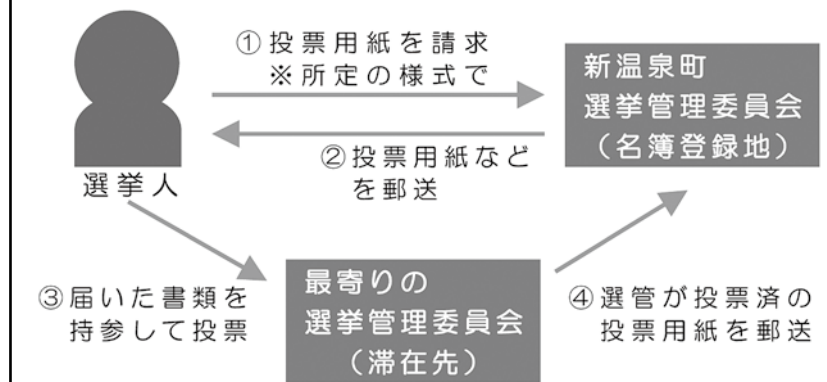 ①投票用紙を請求
※所定の様式で
新温泉町
選挙管理委員会
（名簿登録地）
②投票用紙など
を郵送
選挙人
③届いた書類を
持参して投票
最寄りの
選挙管理委員会
（滞在先）
④選管が投票済の
投票用紙を郵送